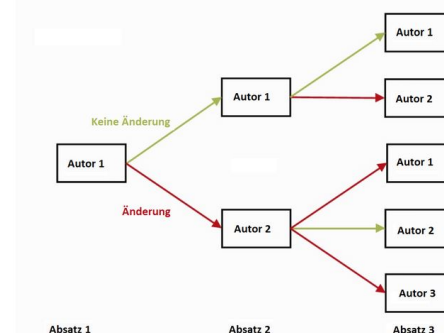 Autor 1
Autor 1
Keine Änderung
Autor 2
Autor 1
Autor 1
Änderung
Autor 2
Autor 2
Autor 3
Absatz 1
Absatz 2
Absatz 3